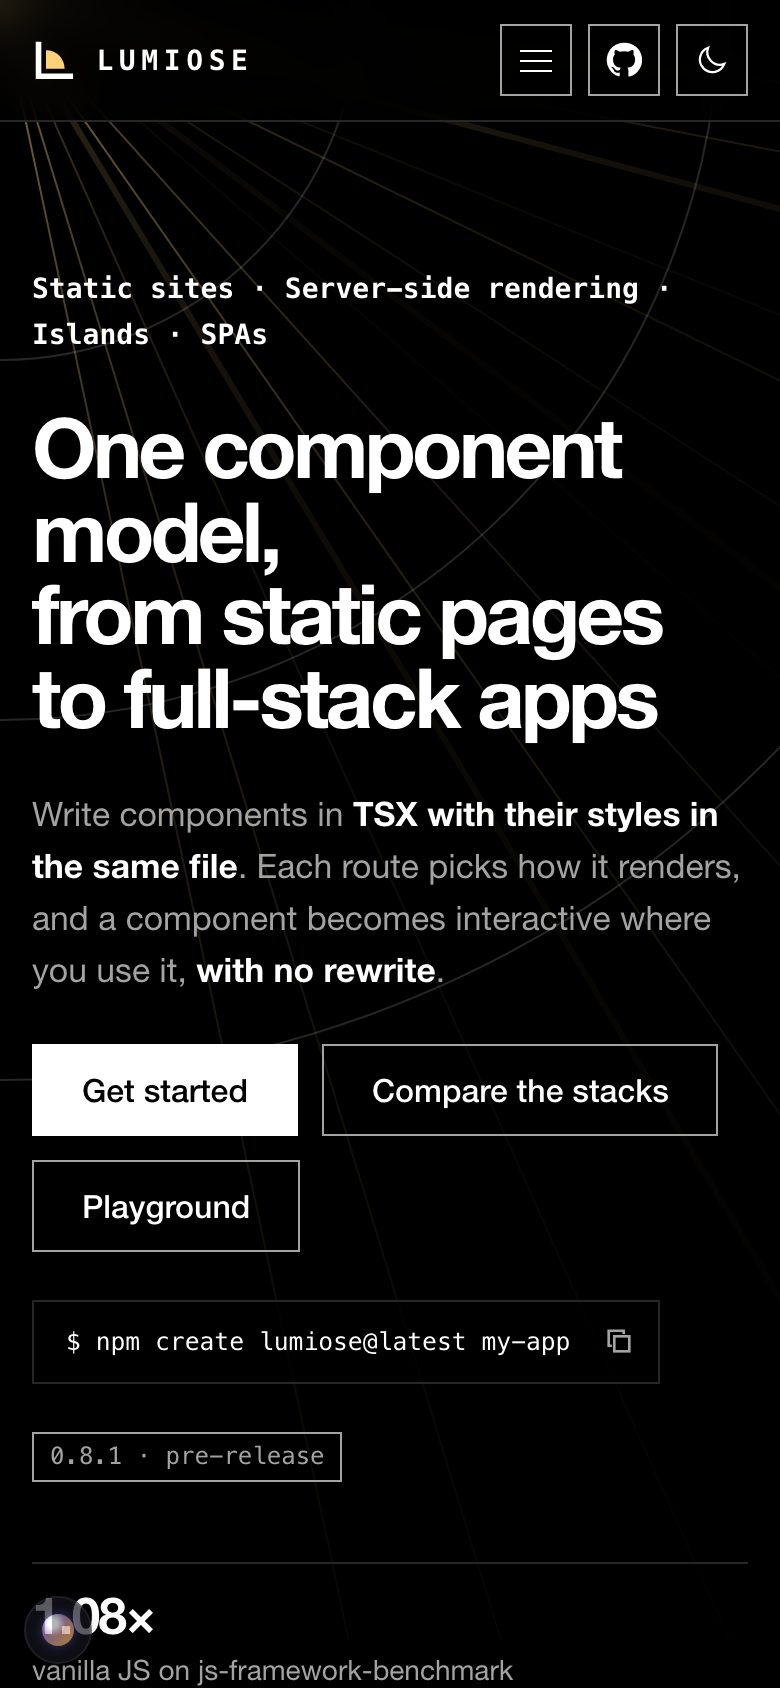 LUMIOSE
Static sites · Server-side rendering ·
Islands · SPAs
One component
model,
from static pages
to full-stack apps
Write components in TSX with their styles in
the same file. Each route picks how it renders,
and a component becomes interactive where
you use it, with no rewrite.
Get started
Compare the stacks
Playground
$ npm create lumiose@latest my-app
0.8.1 · pre-release
1.08×
vanilla JS on js-framework-benchmark